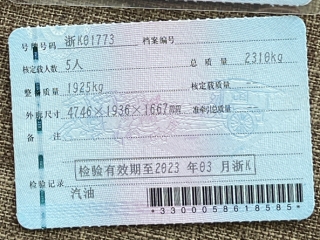 号牌号码 浙K01773 档案编号
核定载人数 5人 总质量 2310kg
整备质量 1925kg 核定载质量
外廓尺寸 4746×1936×1667mm 准牵引总质量
备注
检验有效期至2023年03月浙K
检验记录
汽油
*3300058618585*